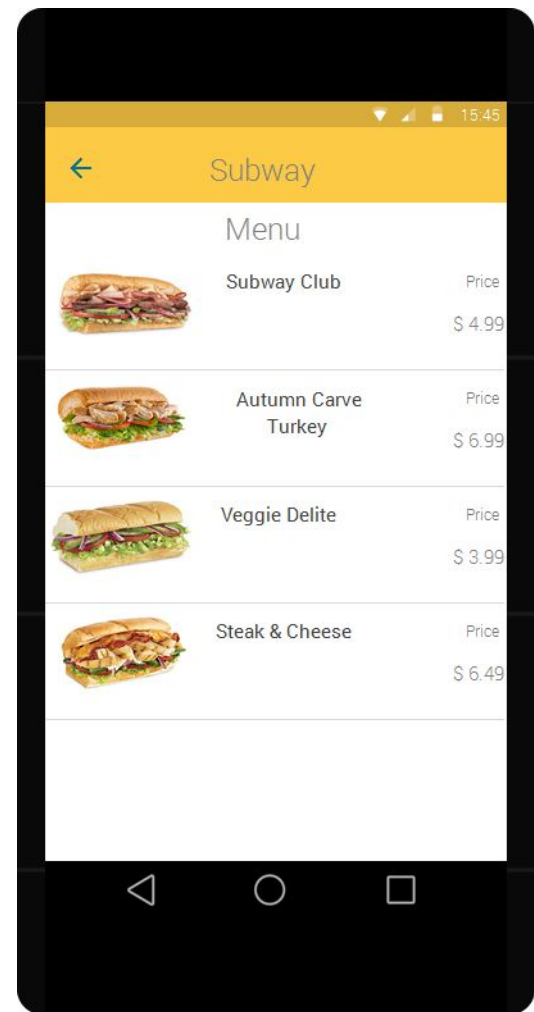 15:45
Subway
Menu
Subway Club
Price
$ 4.99
Autumn Carve
Turkey
Price
$ 6.99
Veggie Delite
Price
$ 3.99
Steak & Cheese
Price
$ 6.49